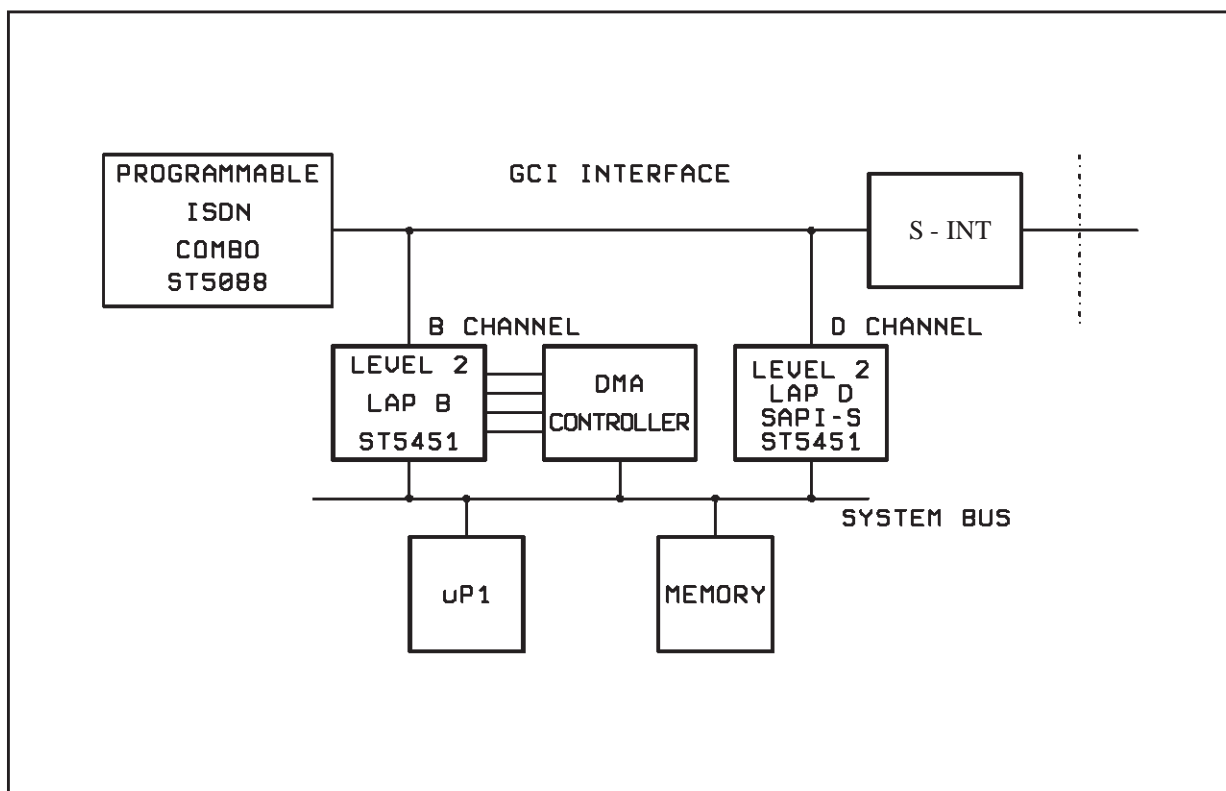 PROGRAMMABLE
ISDN
COMBO
ST5088
GCI INTERFACE
S - INT
B CHANNEL
D CHANNEL
LEVEL 2
LAP B
ST5451
DMA
CONTROLLER
LEVEL 2
LAP D
SAPI-S
ST5451
SYSTEM BUS
uP1
MEMORY